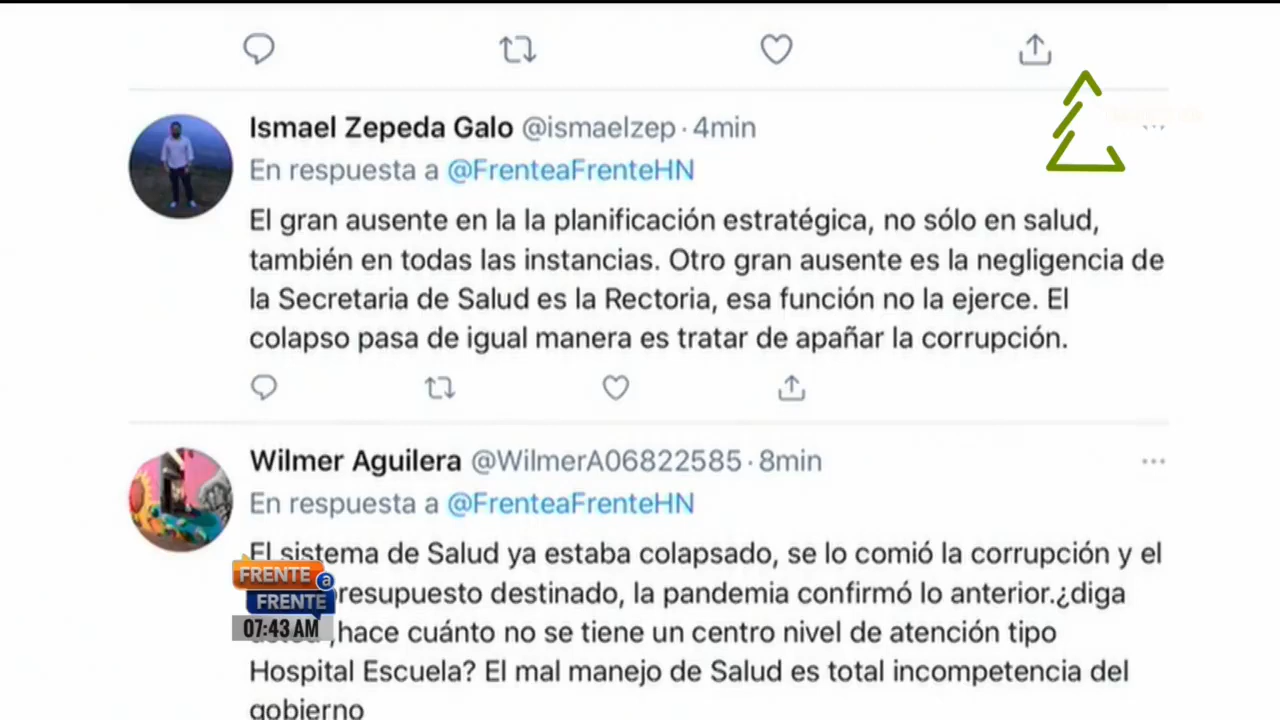 Ismael Zepeda Galo @ismaelzep · 4min
En respuesta a @FrenteaFrenteHN
El gran ausente en la la planificación estratégica, no sólo en salud,
también en todas las instancias. Otro gran ausente es la negligencia de
la Secretaria de Salud es la Rectoria, esa función no la ejerce. El
colapso pasa de igual manera es tratar de apañar la corrupción.
Wilmer Aguilera @WilmerA06822585 · 8min
En respuesta a @FrenteaFrenteHN
El sistema de Salud ya estaba colapsado, se lo comió la corrupción y el
resupuesto destinado, la pandemia confirmó lo anterior.¿diga
¿hace cuánto no se tiene un centro nivel de atención tipo
Hospital Escuela? El mal manejo de Salud es total incompetencia del
gobierno
FRENTE a
FRENTE
07:43 AM